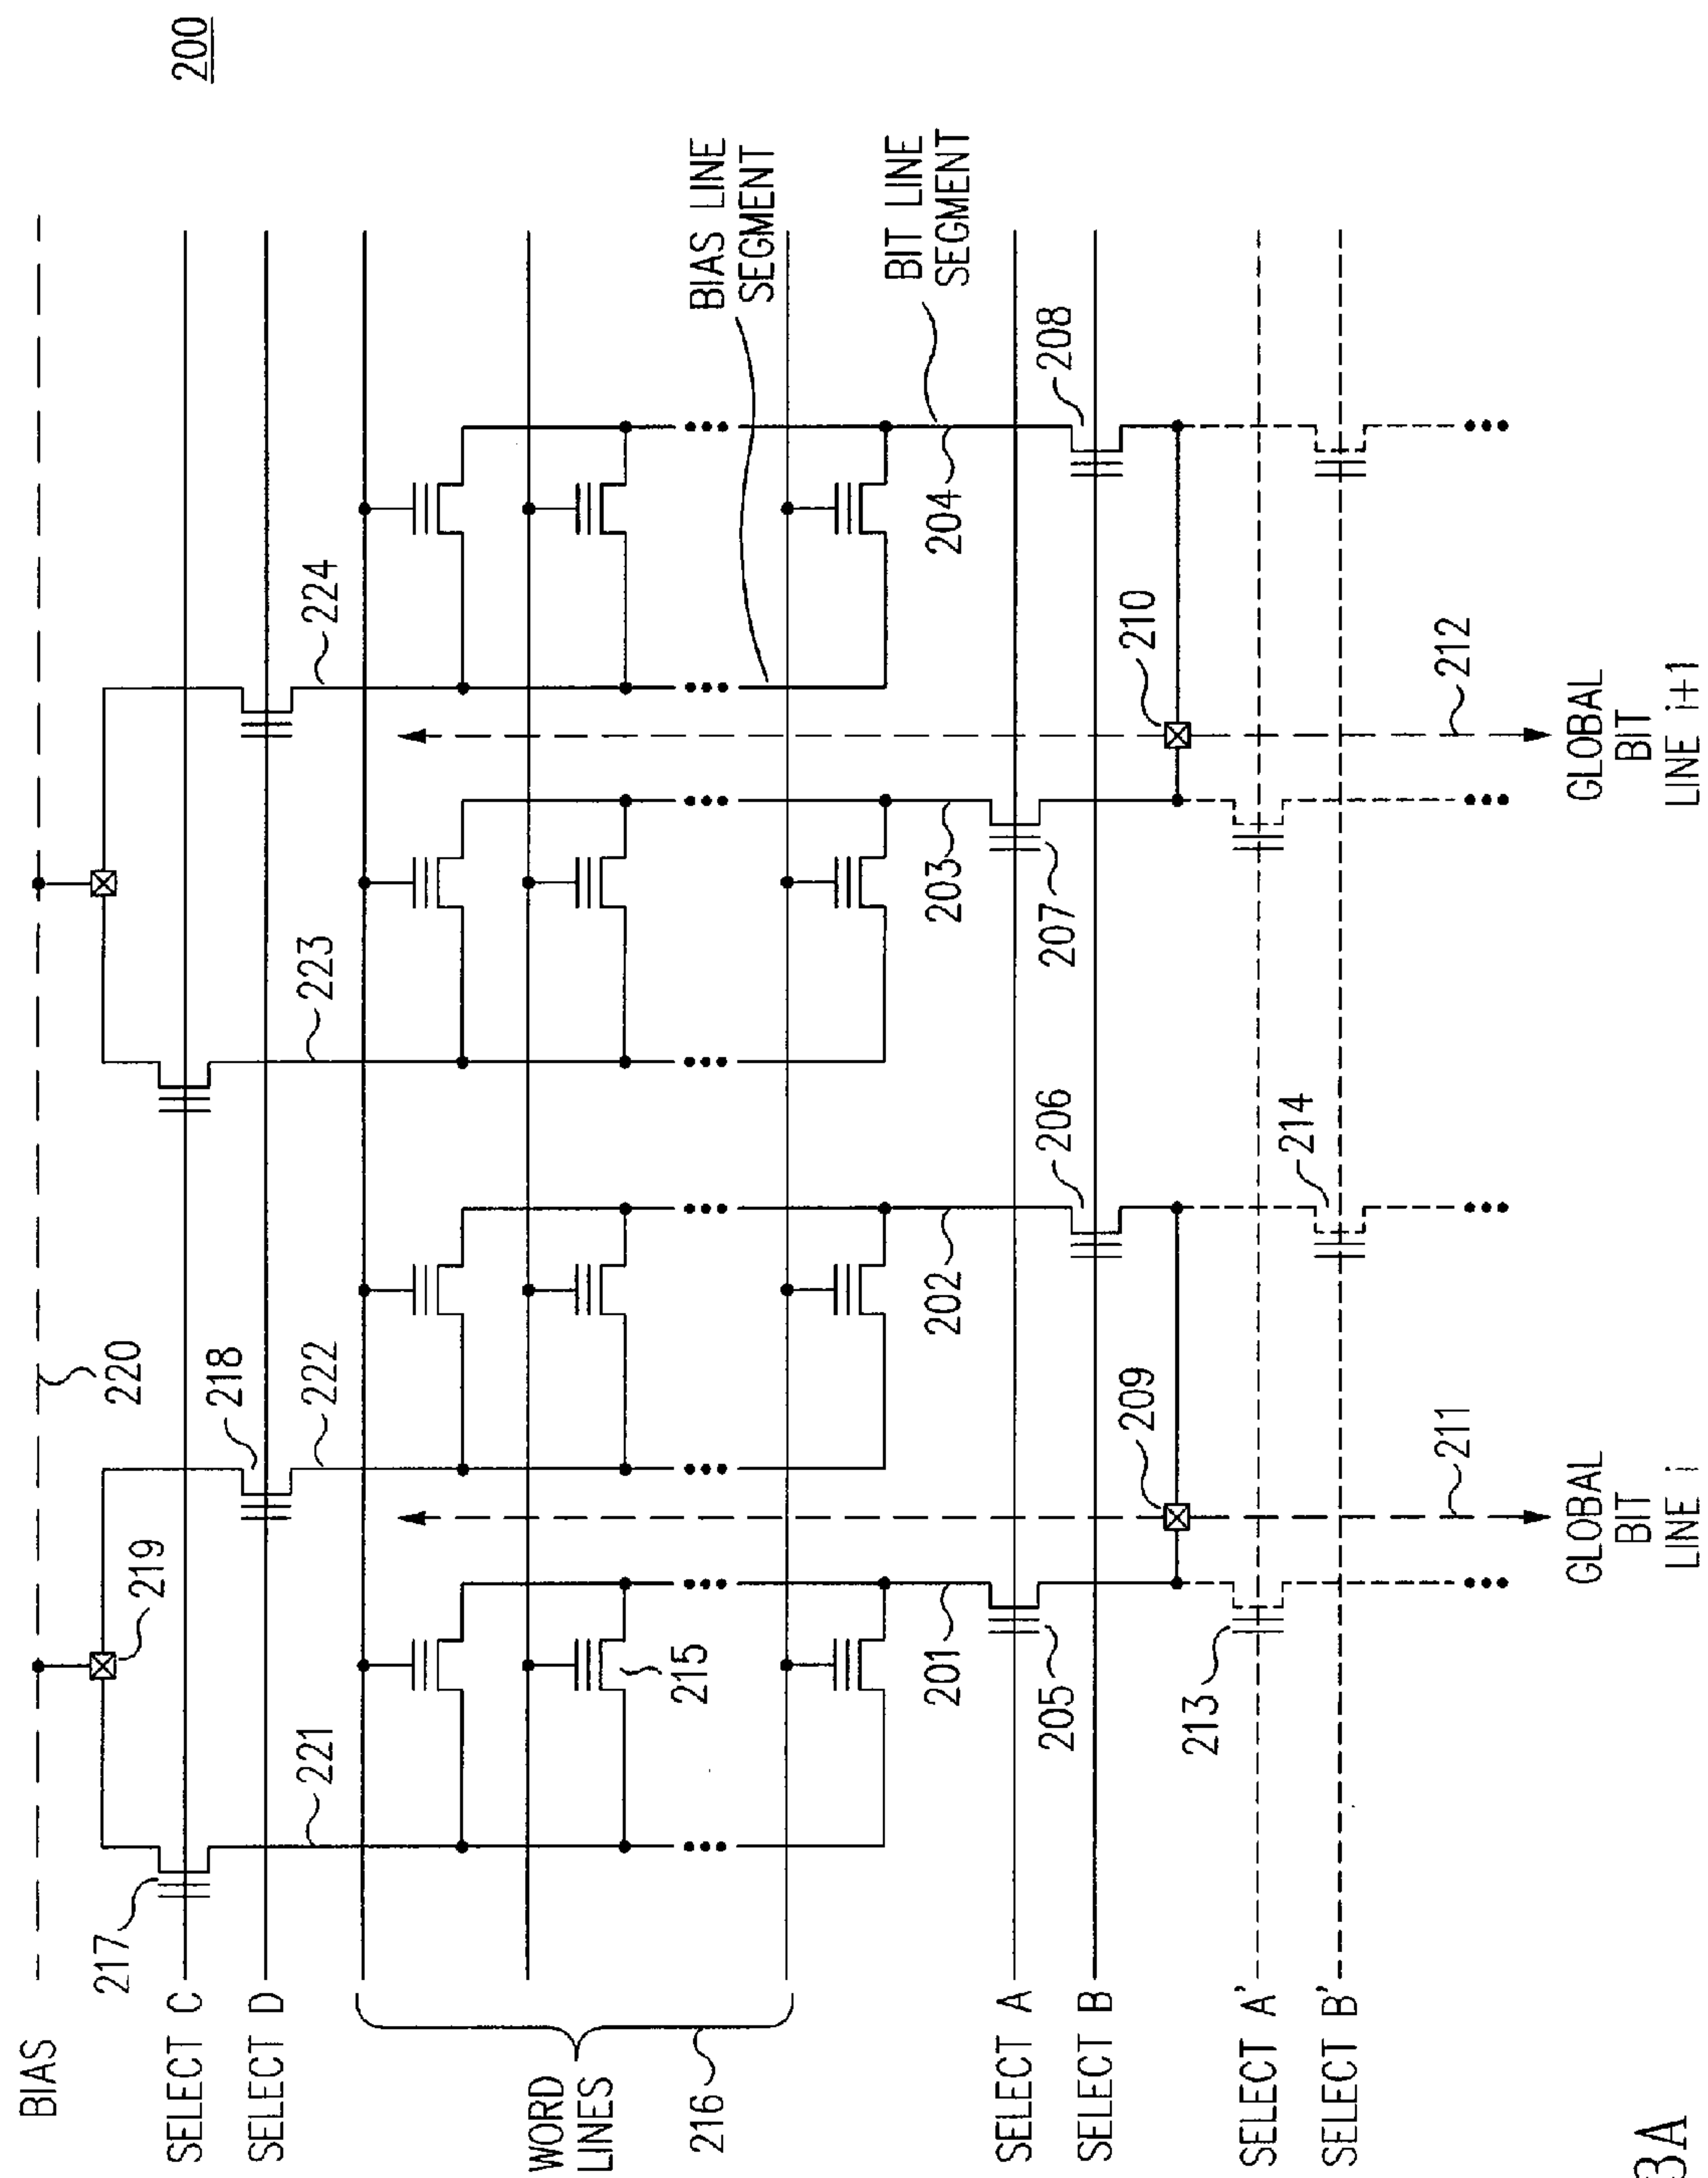 200
BIAS
SELECT C
SELECT D
WORD
LINES
216
SELECT A
SELECT B
SELECT A'
SELECT B'
217
219
218
220
221
222
223
224
215
BIAS LINE
SEGMENT
BIT LINE
SEGMENT
201
202
203
204
205
206
207
208
209
210
213
214
211
212
GLOBAL
BIT
LINE i
GLOBAL
BIT
LINE i+1
3A